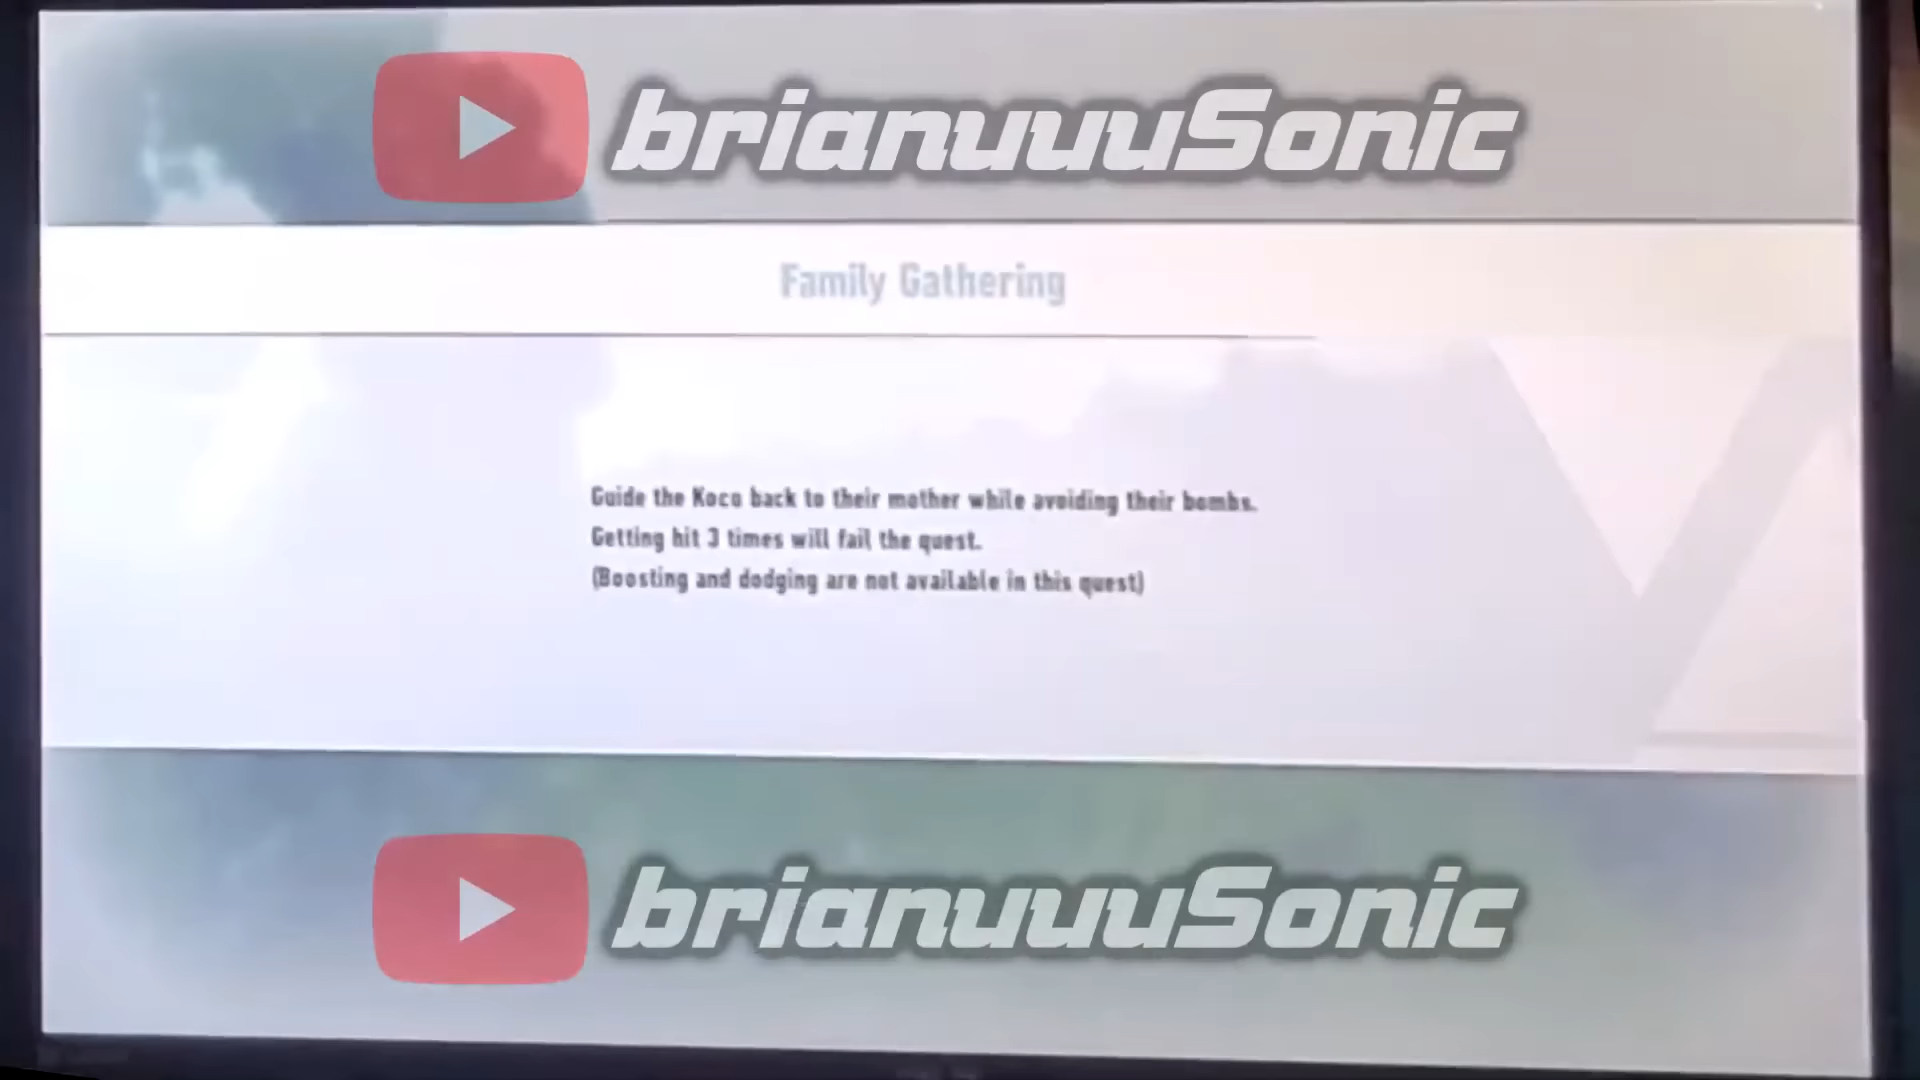 brianuuuSonic
Family Gathering
Guide the Koco back to their mother while avoiding their bombs.
Getting hit 3 times will fail the quest.
(Boosting and dodging are not available in this quest)
brianuuuSonic